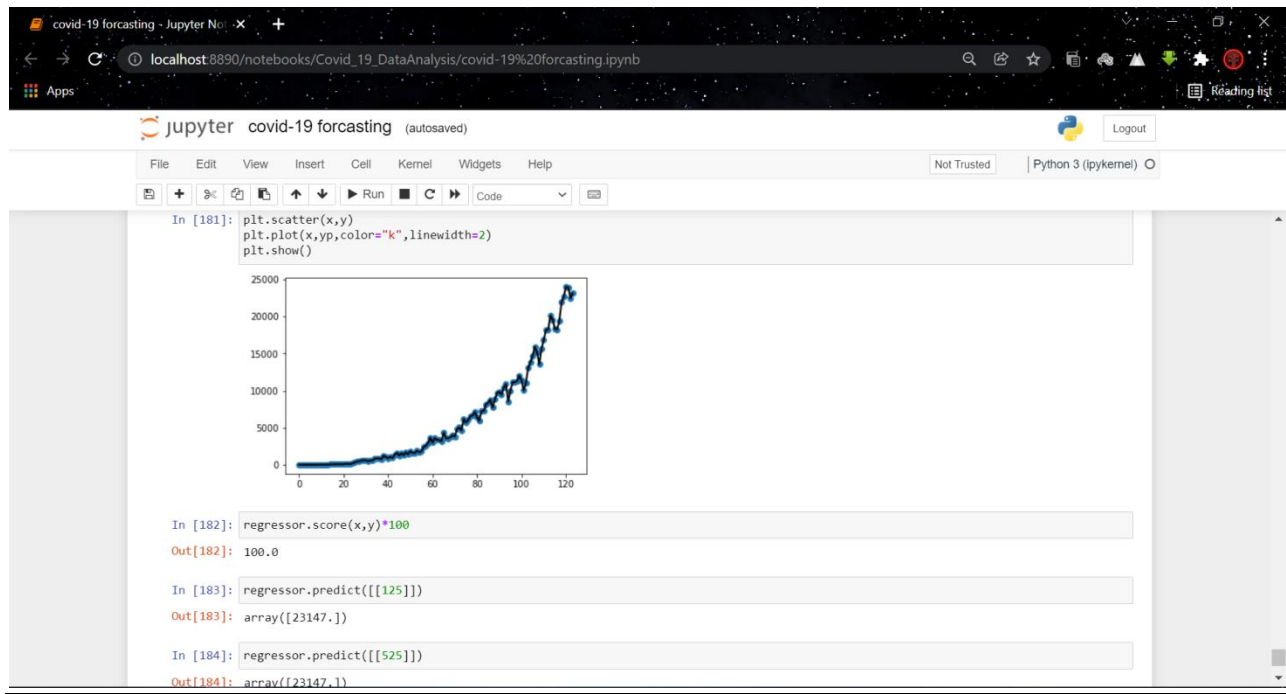 covid-19 forcasting - Jupyter No
localhost:8890/notebooks/Covid_19_DataAnalysis/covid-19%20forcasting.ipynb
Apps
Reading list
jupyter covid-19 forcasting (autosaved)
Logout
File Edit View Insert Cell Kernel Widgets Help
Not Trusted
Python 3 (ipykernel)
Run
Code
In [181]: plt.scatter(x,y)
plt.plot(x,yp,color="k",linewidth=2)
plt.show()
25000
20000
15000
10000
5000
0
0 20 40 60 80 100 120
In [182]: regressor.score(x,y)*100
Out[182]: 100.0
In [183]: regressor.predict([[125]])
Out[183]: array([23147.])
In [184]: regressor.predict([[525]])
Out[184]: array([23147.])